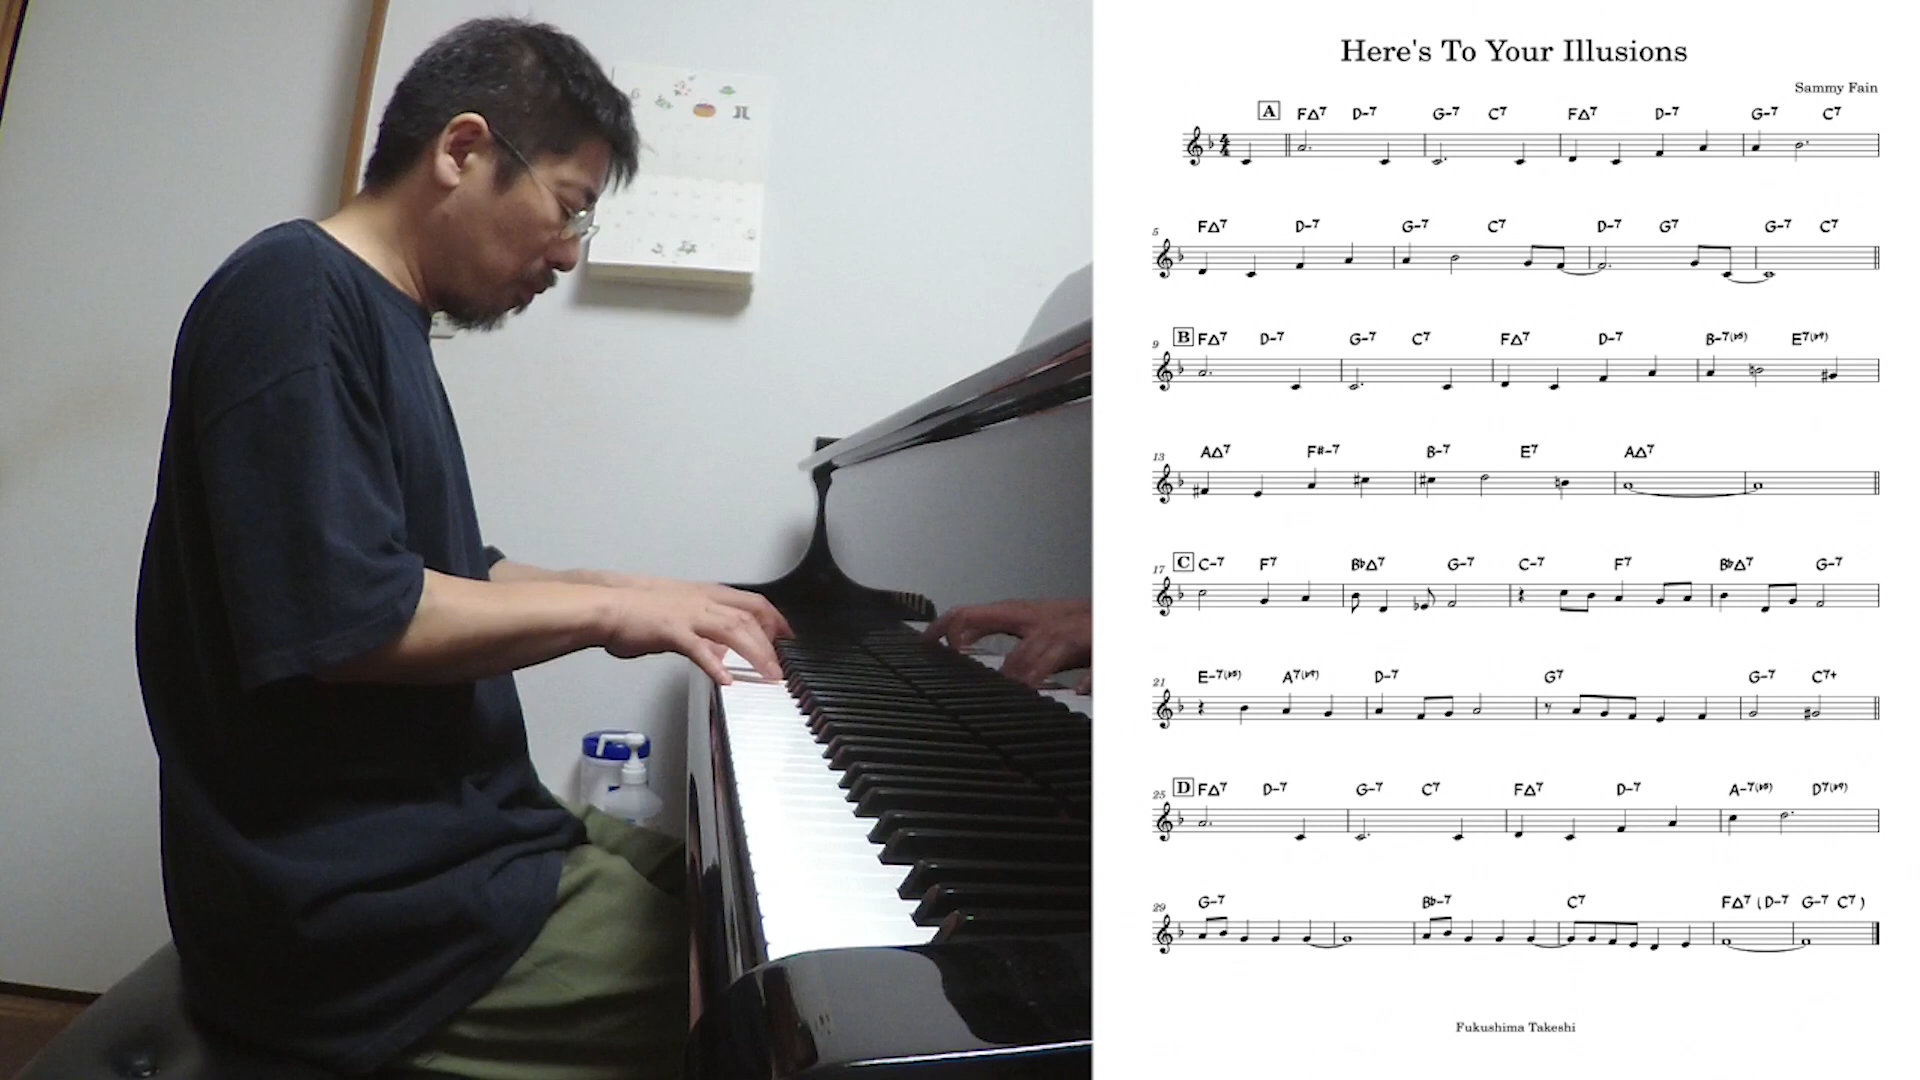 Here's To Your Illusions
Sammy Fain
A FΔ7 D-7 G-7 C7 FΔ7 D-7 G-7 C7
5 FΔ7 D-7 G-7 C7 D-7 G7 G-7 C7
9 B FΔ7 D-7 G-7 C7 FΔ7 D-7 B-7(♭5) E7(♭9)
13 AΔ7 F#-7 B-7 E7 AΔ7
17 C C-7 F7 B♭Δ7 G-7 C-7 F7 B♭Δ7 G-7
21 E-7(♭5) A7(♭9) D-7 G7 G-7 C7+
25 D FΔ7 D-7 G-7 C7 FΔ7 D-7 A-7(♭5) D7(♭9)
29 G-7 B♭-7 C7 FΔ7 (D-7 G-7 C7)
Fukushima Takeshi